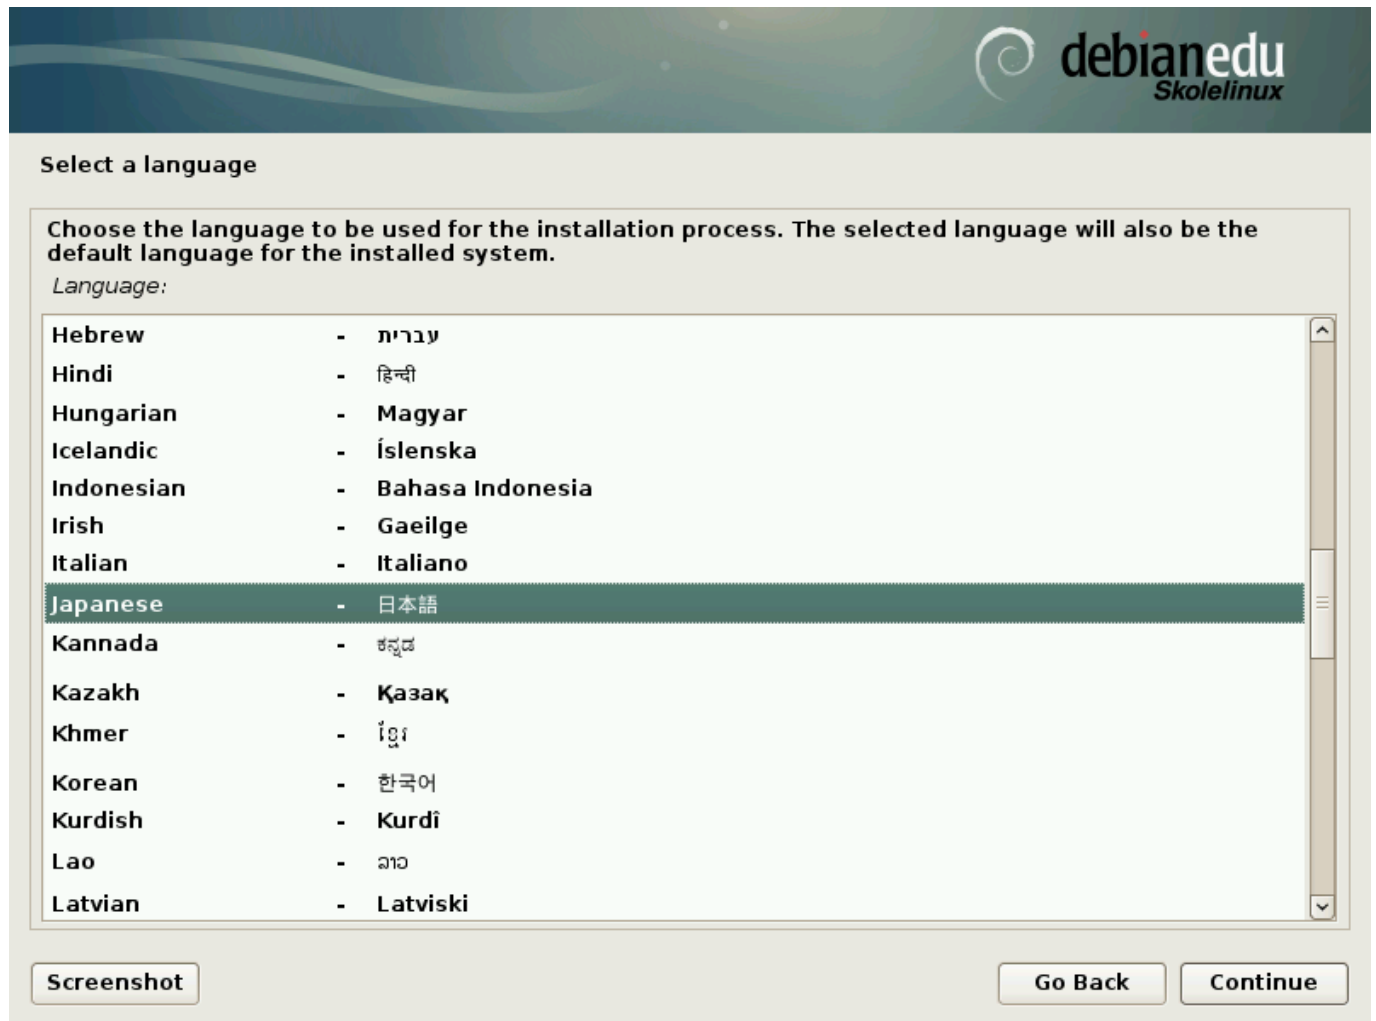 debianedu
Skolelinux
Select a language
Choose the language to be used for the installation process. The selected language will also be the
default language for the installed system.
Language:
Hebrew - עברית
Hindi - हिन्दी
Hungarian - Magyar
Icelandic - Íslenska
Indonesian - Bahasa Indonesia
Irish - Gaeilge
Italian - Italiano
Japanese - 日本語
Kannada - ಕನ್ನಡ
Kazakh - Қазақ
Khmer - ខ្មែរ
Korean - 한국어
Kurdish - Kurdî
Lao - ລາວ
Latvian - Latviski
Screenshot Go Back Continue